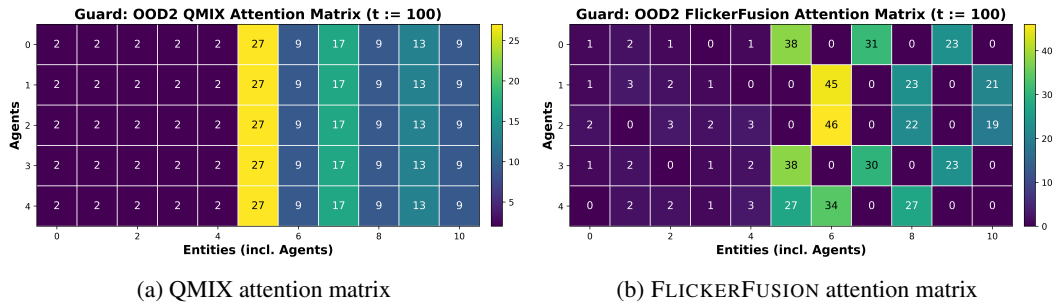 Guard: OOD2 QMIX Attention Matrix (t := 100)
Agents
0 2 2 2 2 2 27 9 17 9 13 9
1 2 2 2 2 2 27 9 17 9 13 9
2 2 2 2 2 2 27 9 17 9 13 9
3 2 2 2 2 2 27 9 17 9 13 9
4 2 2 2 2 2 27 9 17 9 13 9
0 2 4 6 8 10
Entities (incl. Agents)
25
20
15
10
5
(a) QMIX attention matrix
Guard: OOD2 FlickerFusion Attention Matrix (t := 100)
Agents
0 1 2 1 0 1 38 0 31 0 23 0
1 1 3 2 1 0 0 45 0 23 0 21
2 2 0 3 2 3 0 46 0 22 0 19
3 1 2 0 1 2 38 0 30 0 23 0
4 0 2 2 1 3 27 34 0 27 0 0
0 2 4 6 8 10
Entities (incl. Agents)
40
30
20
10
0
(b) FLICKERFUSION attention matrix